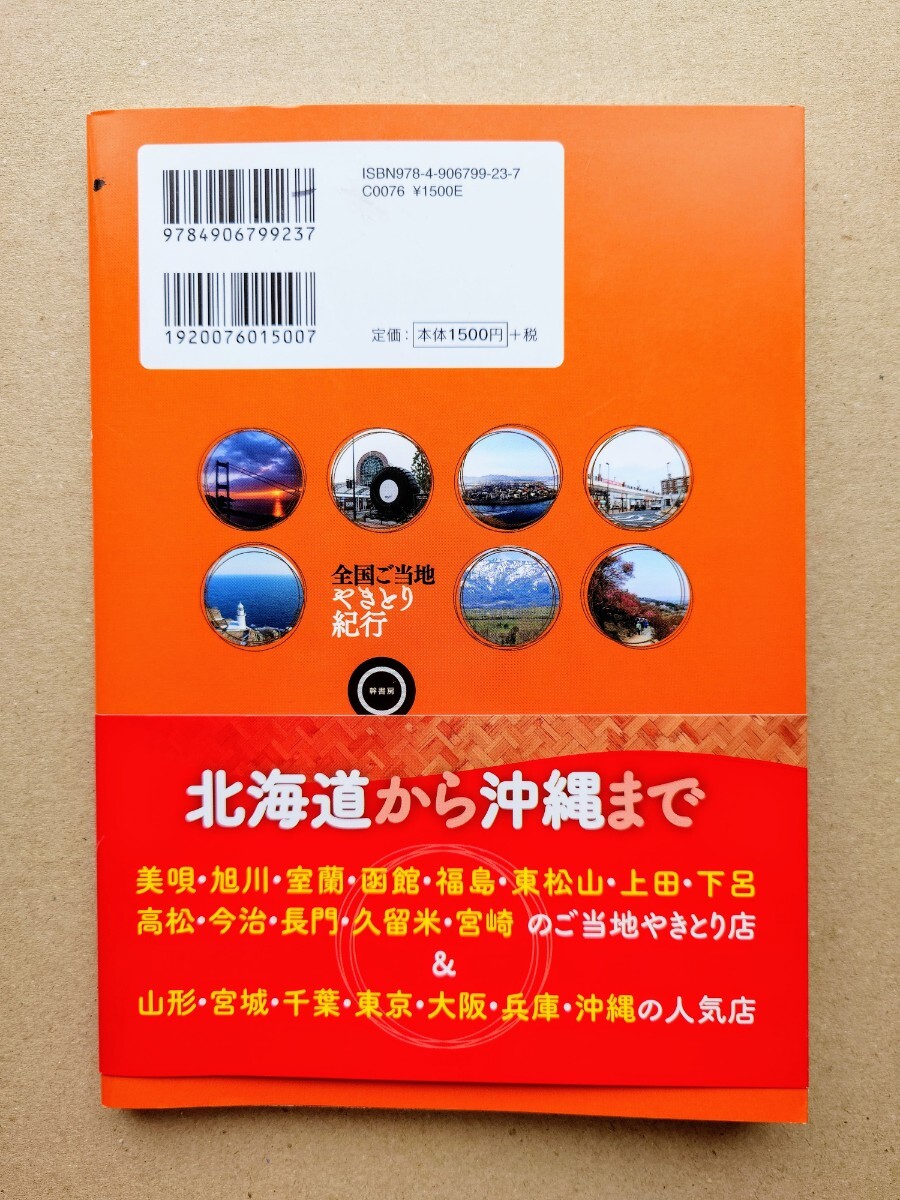 ISBN978-4-906799-23-7
C0076 ¥1500E
9784906799237
1920076015007
定価：本体1500円+税
全国ご当地
やきとり
紀行
幹書房
北海道から沖縄まで
美唄・旭川・室蘭・函館・福島・東松山・上田・下呂
高松・今治・長門・久留米・宮崎 のご当地やきとり店
&
山形・宮城・千葉・東京・大阪・兵庫・沖縄の人気店